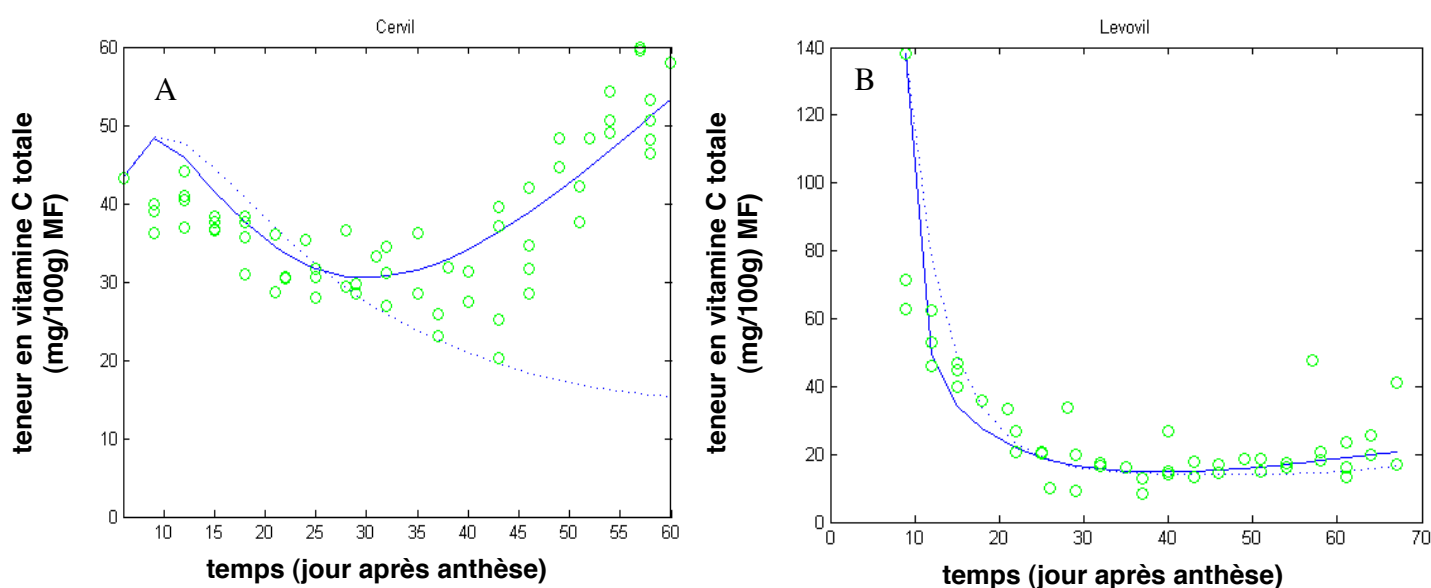 Cervil
A
teneur en vitamine C totale
(mg/100g) MF)
60
50
40
30
20
10
0
10 15 20 25 30 35 40 45 50 55 60
temps (jour après anthèse)
Levovil
B
teneur en vitamine C totale
(mg/100g) MF)
140
120
100
80
60
40
20
0
0 10 20 30 40 50 60 70
temps (jour après anthèse)